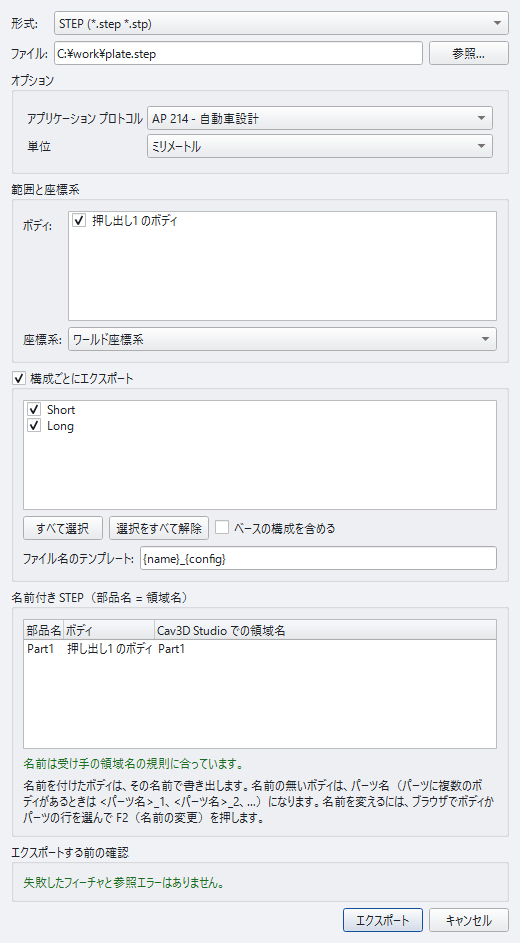 形式: STEP (*.step *.stp)
ファイル: C:¥work¥plate.step 参照...
オプション
アプリケーション プロトコル AP 214 - 自動車設計
単位 ミリメートル
範囲と座標系
ボディ: 押し出し1 のボディ
座標系: ワールド座標系
構成ごとにエクスポート
Short
Long
すべて選択 選択をすべて解除 ベースの構成を含める
ファイル名のテンプレート: {name}_{config}
名前付き STEP（部品名 = 領域名）
部品名 ボディ Cav3D Studio での領域名
Part1 押し出し1 のボディ Part1
名前は受け手の領域名の規則に合っています。
名前を付けたボディは、その名前で書き出します。名前の無いボディは、パーツ名（パーツに複数のボ
ディがあるときは <パーツ名>_1、<パーツ名>_2、...）になります。名前を変えるには、ブラウザでボディか
パーツの行を選んで F2（名前の変更）を押します。
エクスポートする前の確認
失敗したフィーチャと参照エラーはありません。
エクスポート キャンセル